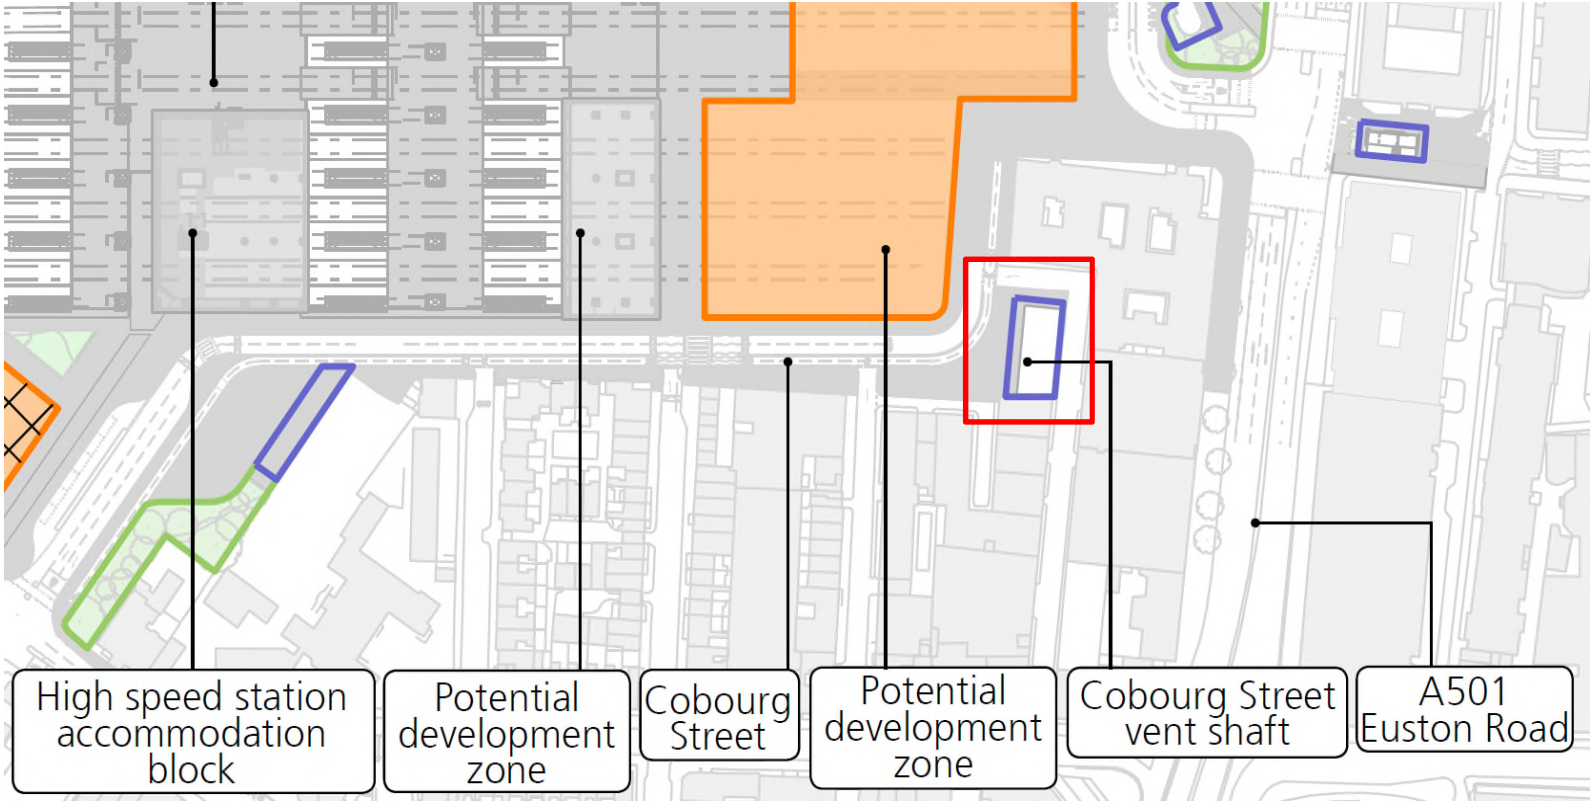 High speed station
accommodation
block
Potential
development
zone
Cobourg
Street
Potential
development
zone
Cobourg Street
vent shaft
A501
Euston Road